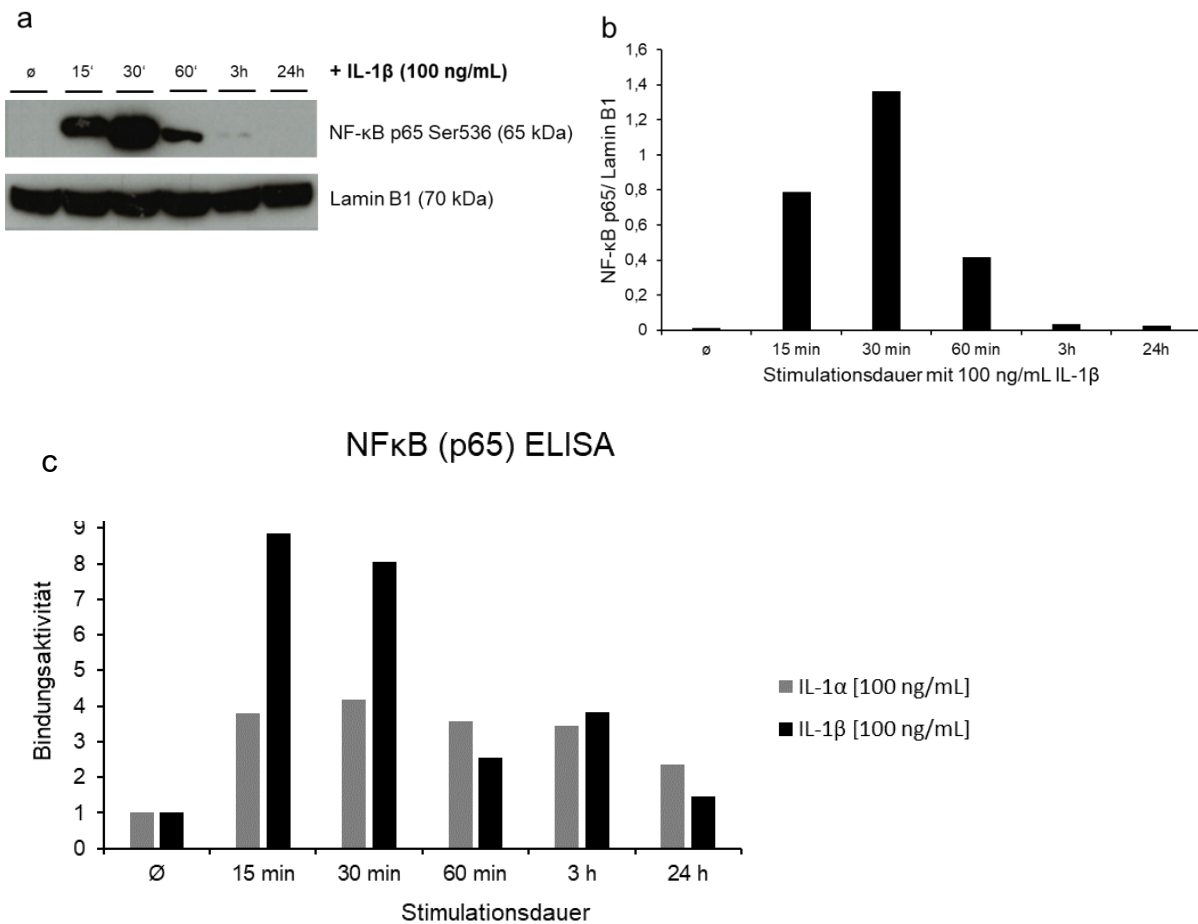 a
ø 15' 30' 60' 3h 24h + IL-1β (100 ng/mL)
NF-κB p65 Ser536 (65 kDa)
Lamin B1 (70 kDa)
b
NF-κB p65/ Lamin B1
1,6
1,4
1,2
1
0,8
0,6
0,4
0,2
0
ø 15 min 30 min 60 min 3h 24h
Stimulationsdauer mit 100 ng/mL IL-1β
c
NFκB (p65) ELISA
Bindungsaktivität
9
8
7
6
5
4
3
2
1
0
Ø 15 min 30 min 60 min 3 h 24 h
Stimulationsdauer
IL-1α [100 ng/mL]
IL-1β [100 ng/mL]